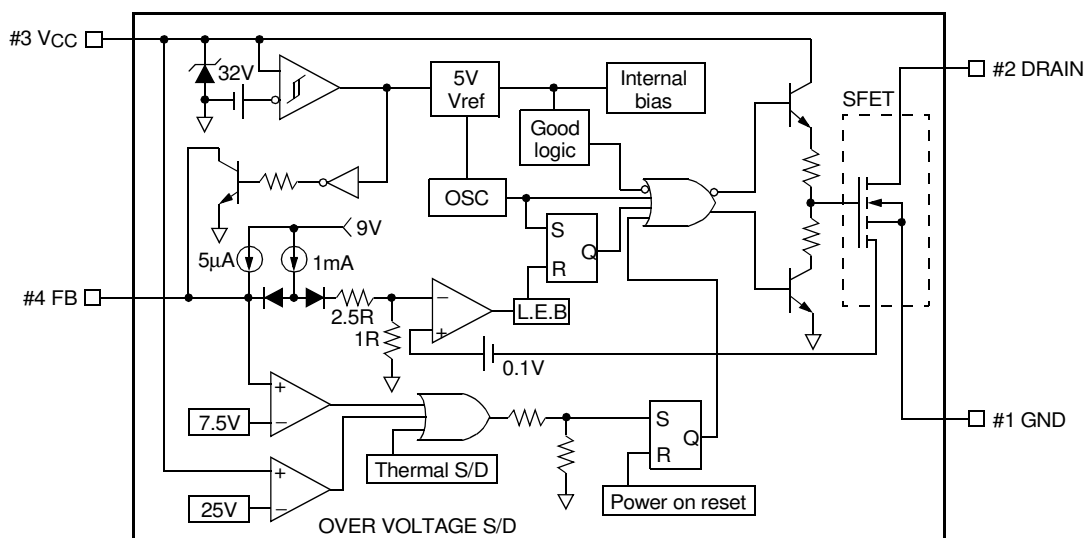 #3 VCC
32V
5V
Vref
Internal
bias
#2 DRAIN
SFET
Good
logic
OSC
9V
5μA
1mA
S
R
Q
#4 FB
2.5R
1R
−
+
L.E.B
0.1V
+
−
7.5V
S
R
Q
#1 GND
Thermal S/D
+
−
25V
Power on reset
OVER VOLTAGE S/D